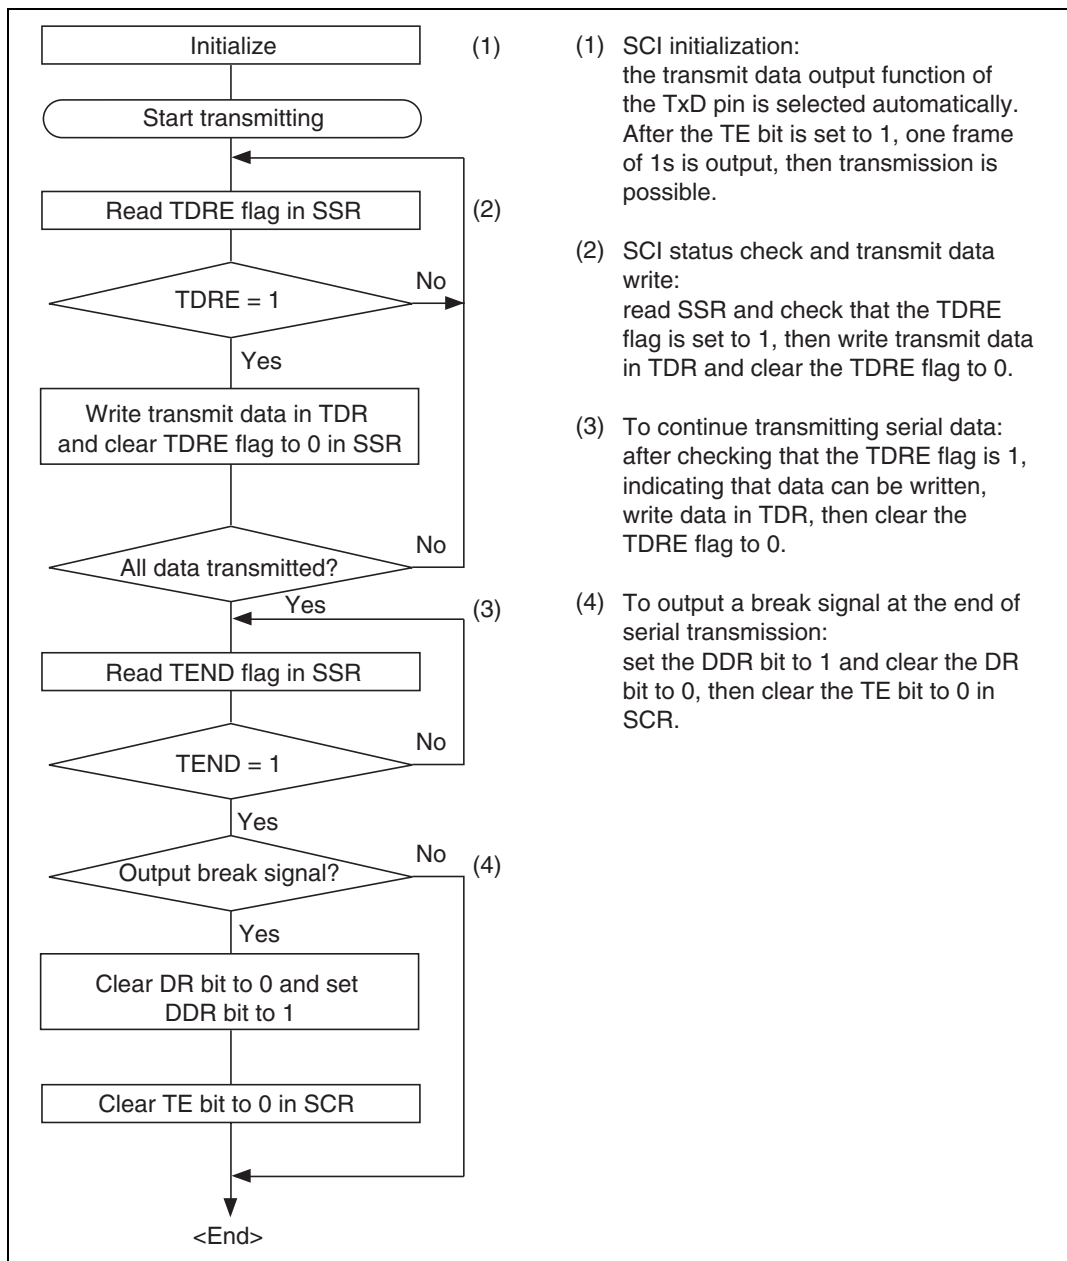 Initialize
(1)
Start transmitting
Read TDRE flag in SSR
(2)
TDRE = 1
No
Yes
Write transmit data in TDR
and clear TDRE flag to 0 in SSR
All data transmitted?
No
Yes
(3)
Read TEND flag in SSR
TEND = 1
No
Yes
Output break signal?
No
(4)
Yes
Clear DR bit to 0 and set
DDR bit to 1
Clear TE bit to 0 in SCR
<End>
(1) SCI initialization:
the transmit data output function of
the TxD pin is selected automatically.
After the TE bit is set to 1, one frame
of 1s is output, then transmission is
possible.
(2) SCI status check and transmit data
write:
read SSR and check that the TDRE
flag is set to 1, then write transmit data
in TDR and clear the TDRE flag to 0.
(3) To continue transmitting serial data:
after checking that the TDRE flag is 1,
indicating that data can be written,
write data in TDR, then clear the
TDRE flag to 0.
(4) To output a break signal at the end of
serial transmission:
set the DDR bit to 1 and clear the DR
bit to 0, then clear the TE bit to 0 in
SCR.